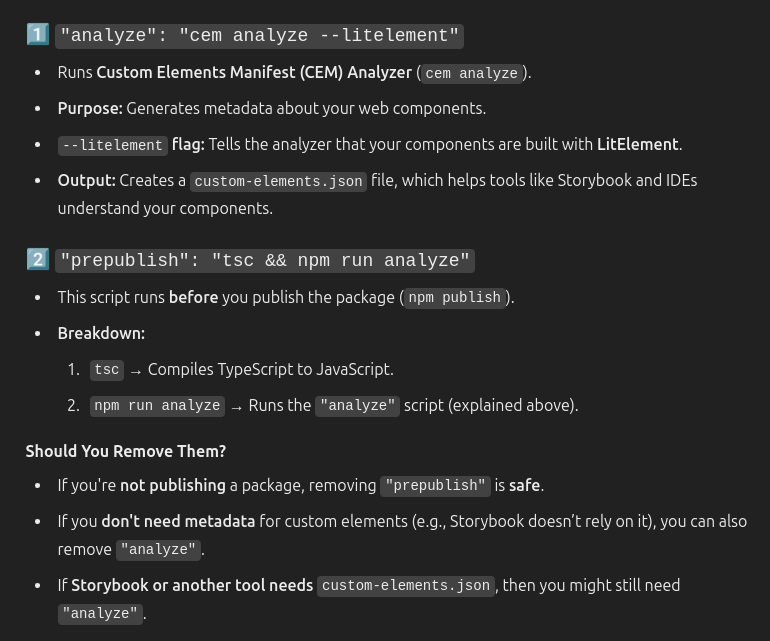 1 "analyze": "cem analyze --litelement"
• Runs Custom Elements Manifest (CEM) Analyzer (cem analyze).
• Purpose: Generates metadata about your web components.
• --litelement flag: Tells the analyzer that your components are built with LitElement.
• Output: Creates a custom-elements.json file, which helps tools like Storybook and IDEs
understand your components.
2 "prepublish": "tsc && npm run analyze"
• This script runs before you publish the package (npm publish).
• Breakdown:
1. tsc → Compiles TypeScript to JavaScript.
2. npm run analyze → Runs the "analyze" script (explained above).
Should You Remove Them?
• If you're not publishing a package, removing "prepublish" is safe.
• If you don't need metadata for custom elements (e.g., Storybook doesn’t rely on it), you can also
remove "analyze".
• If Storybook or another tool needs custom-elements.json, then you might still need
"analyze".